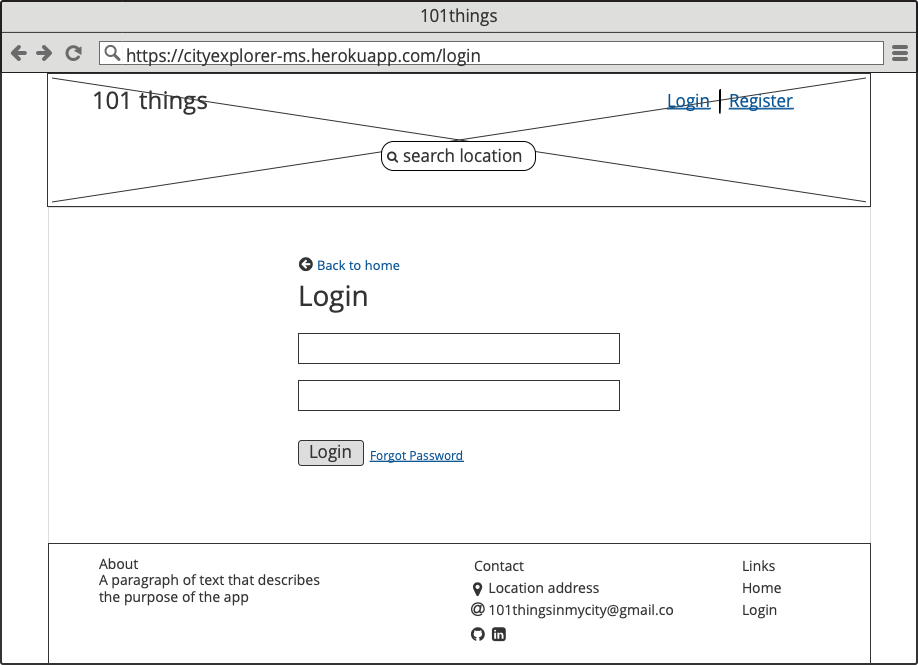 101things
https://cityexplorer-ms.herokuapp.com/login
101 things
Login | Register
search location
Back to home
Login
Login
Forgot Password
About
A paragraph of text that describes
the purpose of the app
Contact
Location address
@ 101thingsinmycity@gmail.co
Links
Home
Login